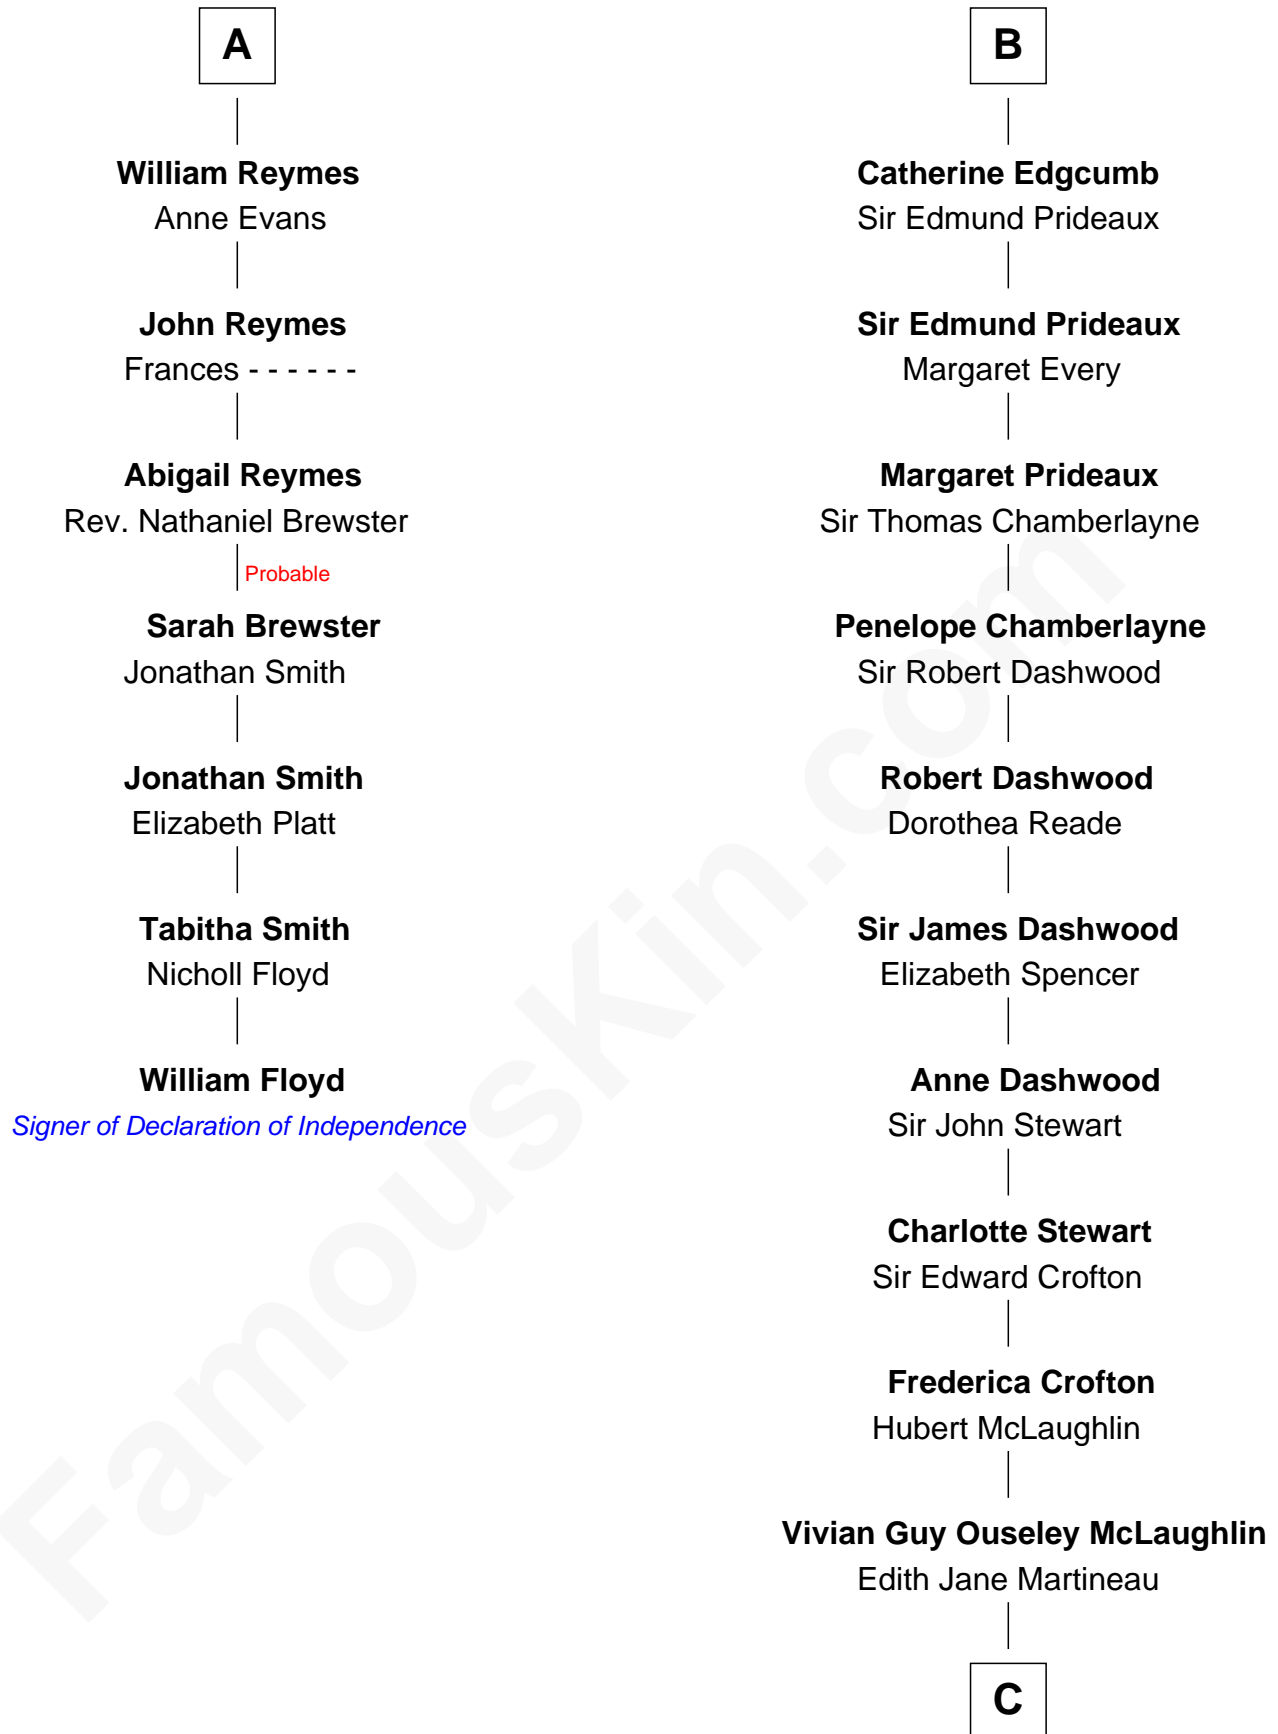 A
William Reymes
Anne Evans
John Reymes
Frances - - - - - -
Abigail Reymes
Rev. Nathaniel Brewster
Probable
Sarah Brewster
Jonathan Smith
Jonathan Smith
Elizabeth Platt
Tabitha Smith
Nicholl Floyd
William Floyd
Signer of Declaration of Independence
B
Catherine Edgcumb
Sir Edmund Prideaux
Sir Edmund Prideaux
Margaret Every
Margaret Prideaux
Sir Thomas Chamberlayne
Penelope Chamberlayne
Sir Robert Dashwood
Robert Dashwood
Dorothea Reade
Sir James Dashwood
Elizabeth Spencer
Anne Dashwood
Sir John Stewart
Charlotte Stewart
Sir Edward Crofton
Frederica Crofton
Hubert McLaughlin
Vivian Guy Ouseley McLaughlin
Edith Jane Martineau
C
FamousKin.com